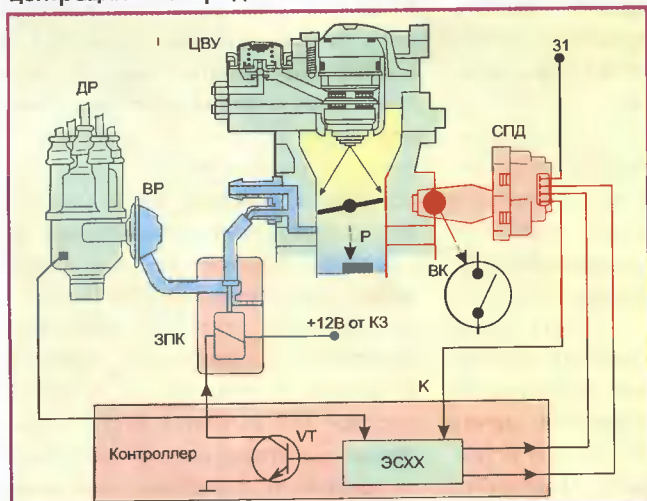 ЦВУ
31
ДР
СПД
ВР
Р
ВК
ЗПК
+12В от КЗ
К
VT
Контроллер
ЭСХХ